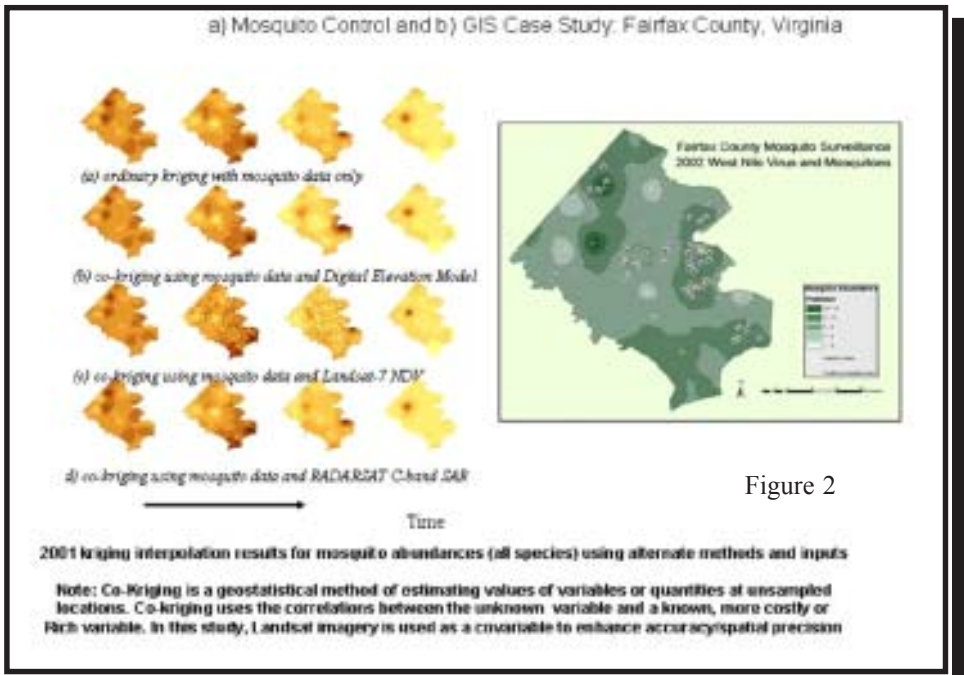 a) Mosquito Control and b) GIS Case Study: Fairfax County, Virginia
(a) ordinary kriging with mosquito data only
(b) co-kriging using mosquito data and Digital Elevation Model
(c) co-kriging using mosquito data and Landsat-7 NDVI
d) co-kriging using mosquito data and RADARSAT C-band SAR
Time
Fairfax County Mosquito Surveillance
2002 West Nile Virus and Mosquitoes
Figure 2
2001 kriging interpolation results for mosquito abundances (all species) using alternate methods and inputs
Note: Co-Kriging is a geostatistical method of estimating values of variables or quantities at unsampled
locations. Co-kriging uses the correlations between the unknown variable and a known, more costly or
Rich variable. In this study, Landsat imagery is used as a covariable to enhance accuracy/spatial precision